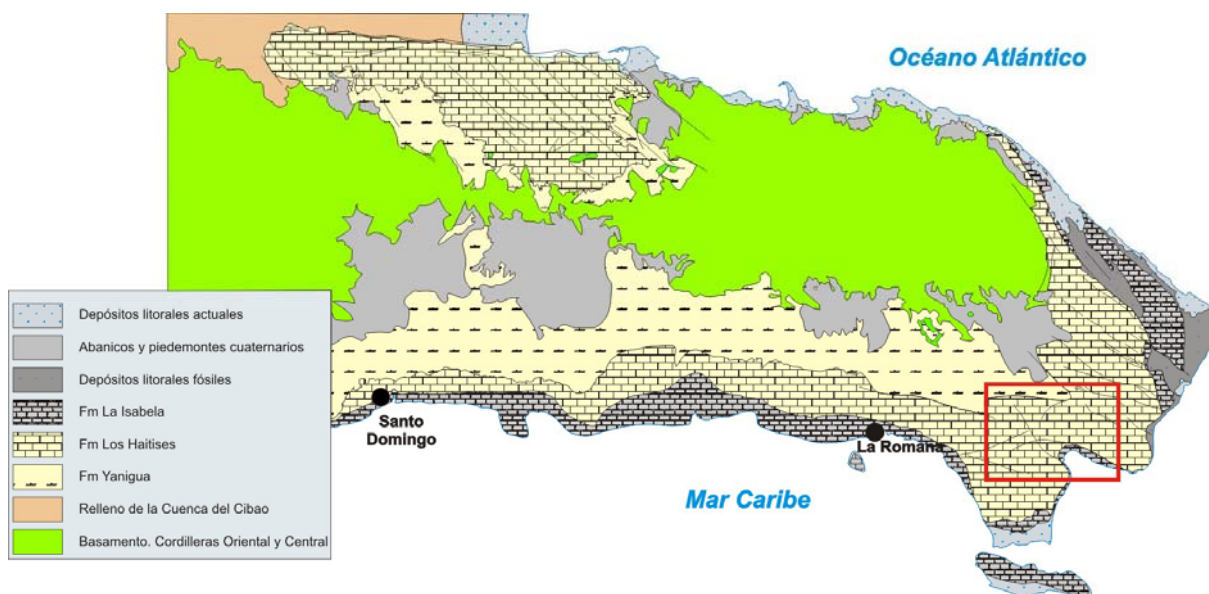 Océano Atlántico
Depósitos litorales actuales
Abanicos y piedemontes cuaternarios
Depósitos litorales fósiles
Fm La Isabela
Fm Los Haitises
Fm Yanigua
Relleno de la Cuenca del Cibao
Basamento. Cordilleras Oriental y Central
Santo
Domingo
La Romana
Mar Caribe